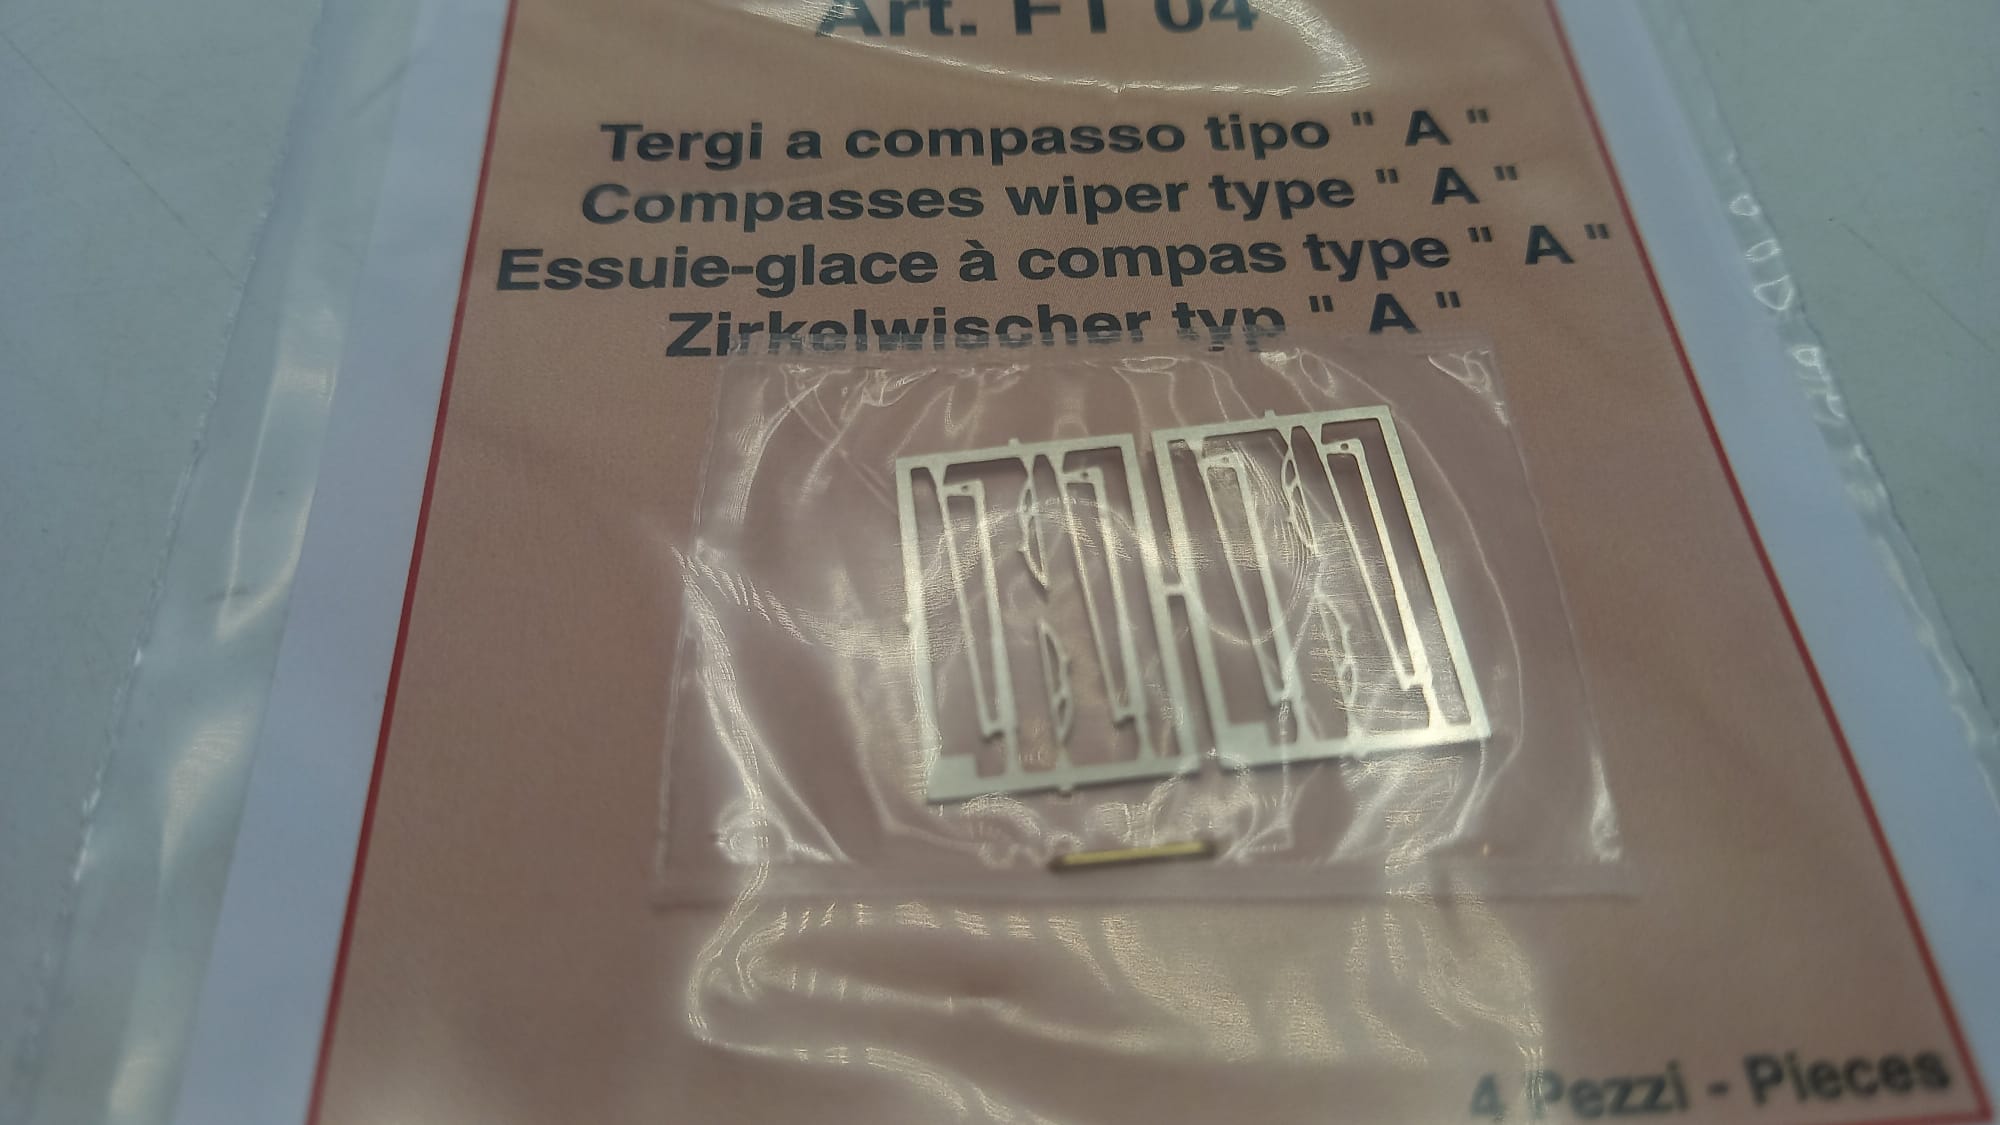 Art. FT 04
Tergi a compasso tipo " A "
Compasses wiper type " A "
Essuie-glace à compas type " A "
Zirkelwischer typ " A "
4 Pezzi - Pieces